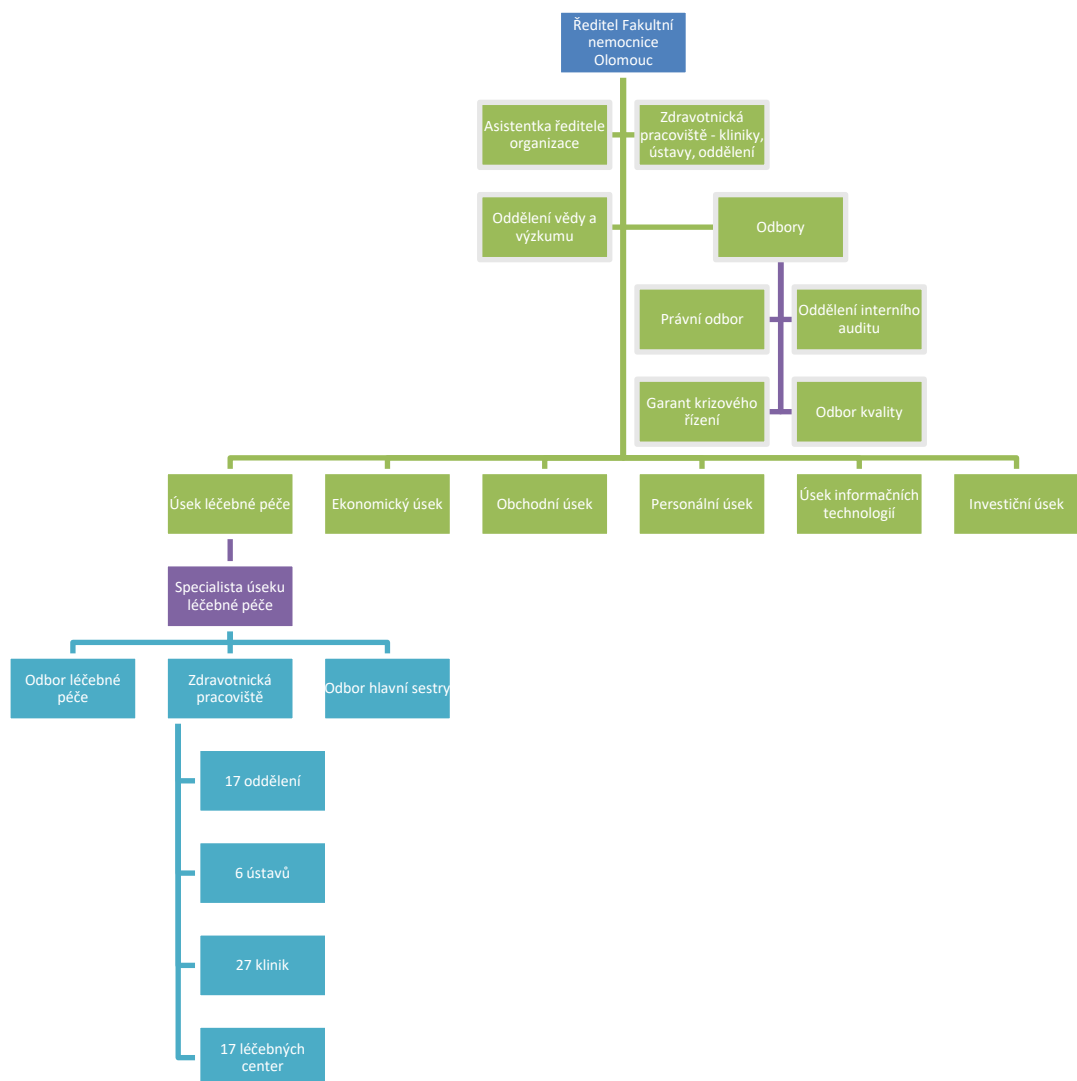 Ředitel Fakultní
nemocnice
Olomouc
Asistentka ředitele
organizace
Zdravotnická
pracoviště - kliniky,
ústavy, oddělení
Oddělení vědy a
výzkumu
Odbory
Právní odbor
Oddělení interního
auditu
Garant krizového
řízení
Odbor kvality
Úsek léčebné péče
Ekonomický úsek
Obchodní úsek
Personální úsek
Úsek informačních
technologií
Investiční úsek
Specialista úseku
léčebné péče
Odbor léčebné
péče
Zdravotnická
pracoviště
Odbor hlavní sestry
17 oddělení
6 ústavů
27 klinik
17 léčebných
center